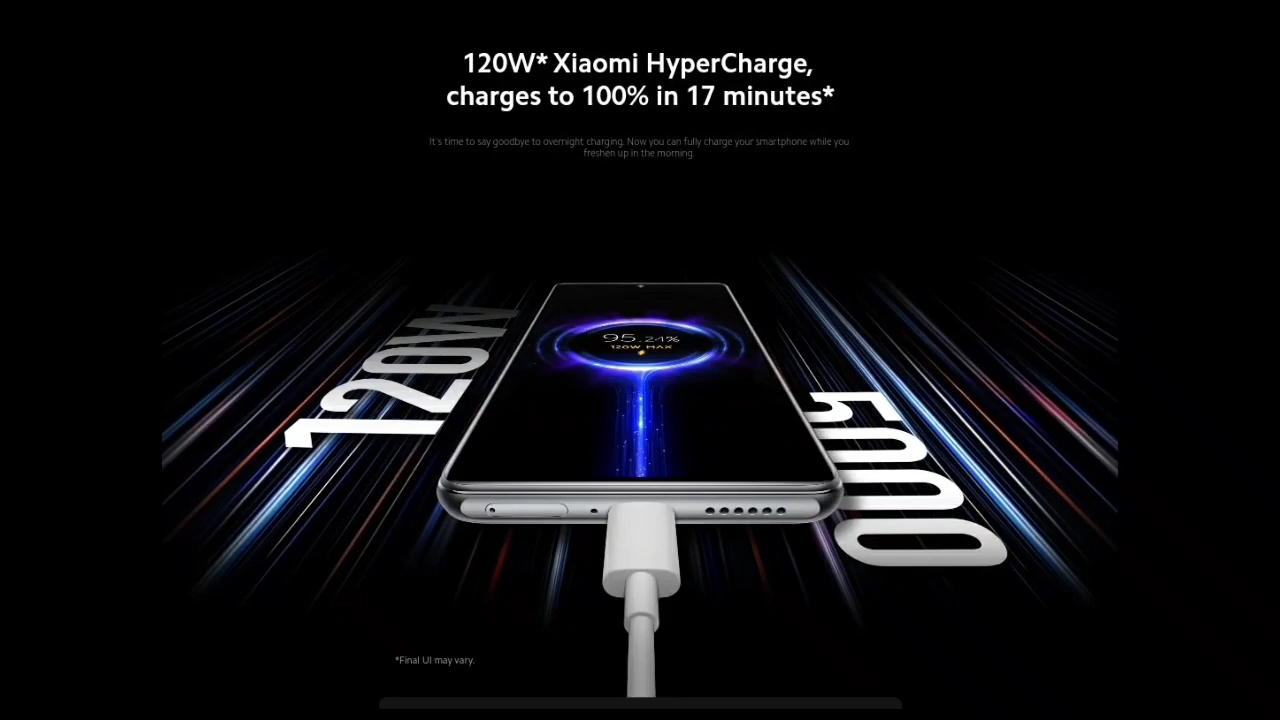 120W* Xiaomi HyperCharge,
charges to 100% in 17 minutes*
It's time to say goodbye to overnight charging. Now you can fully charge your smartphone while you
freshen up in the morning.
120W
95.24%
120W MAX
5000
*Final UI may vary.